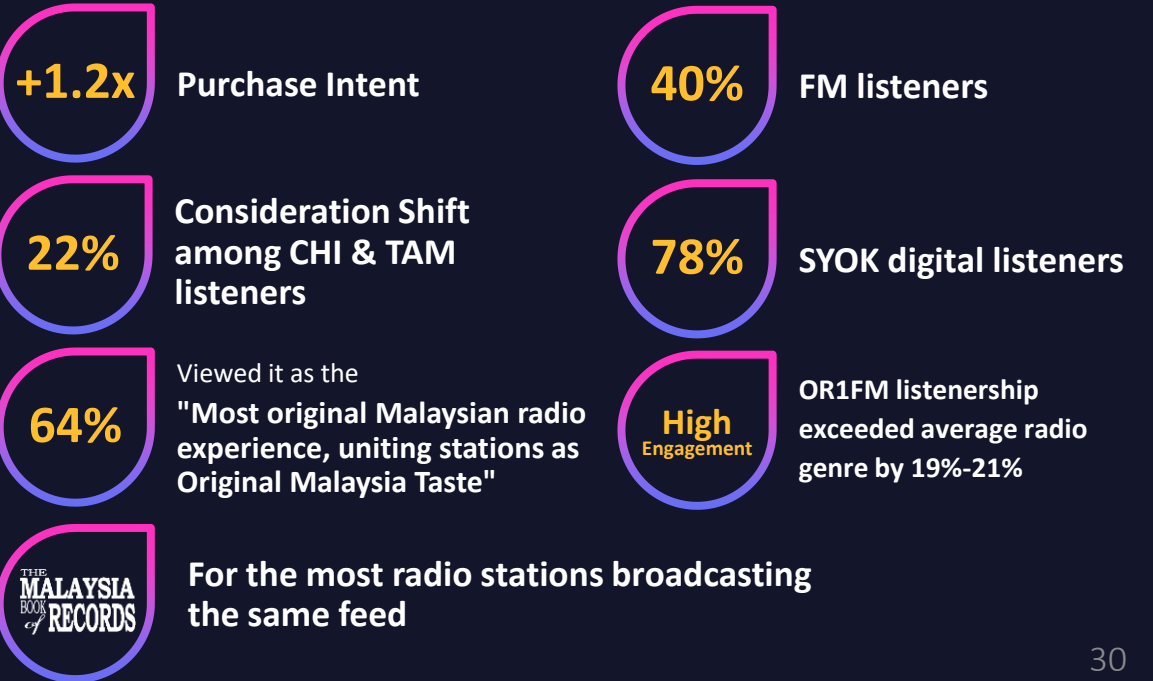 +1.2x
Purchase Intent
40%
FM listeners
22%
Consideration Shift
among CHI & TAM
listeners
78%
SYOK digital listeners
64%
Viewed it as the
"Most original Malaysian radio
experience, uniting stations as
Original Malaysia Taste"
High
Engagement
OR1FM listenership
exceeded average radio
genre by 19%-21%
THE
MALAYSIA
BOOK
of RECORDS
For the most radio stations broadcasting
the same feed
30